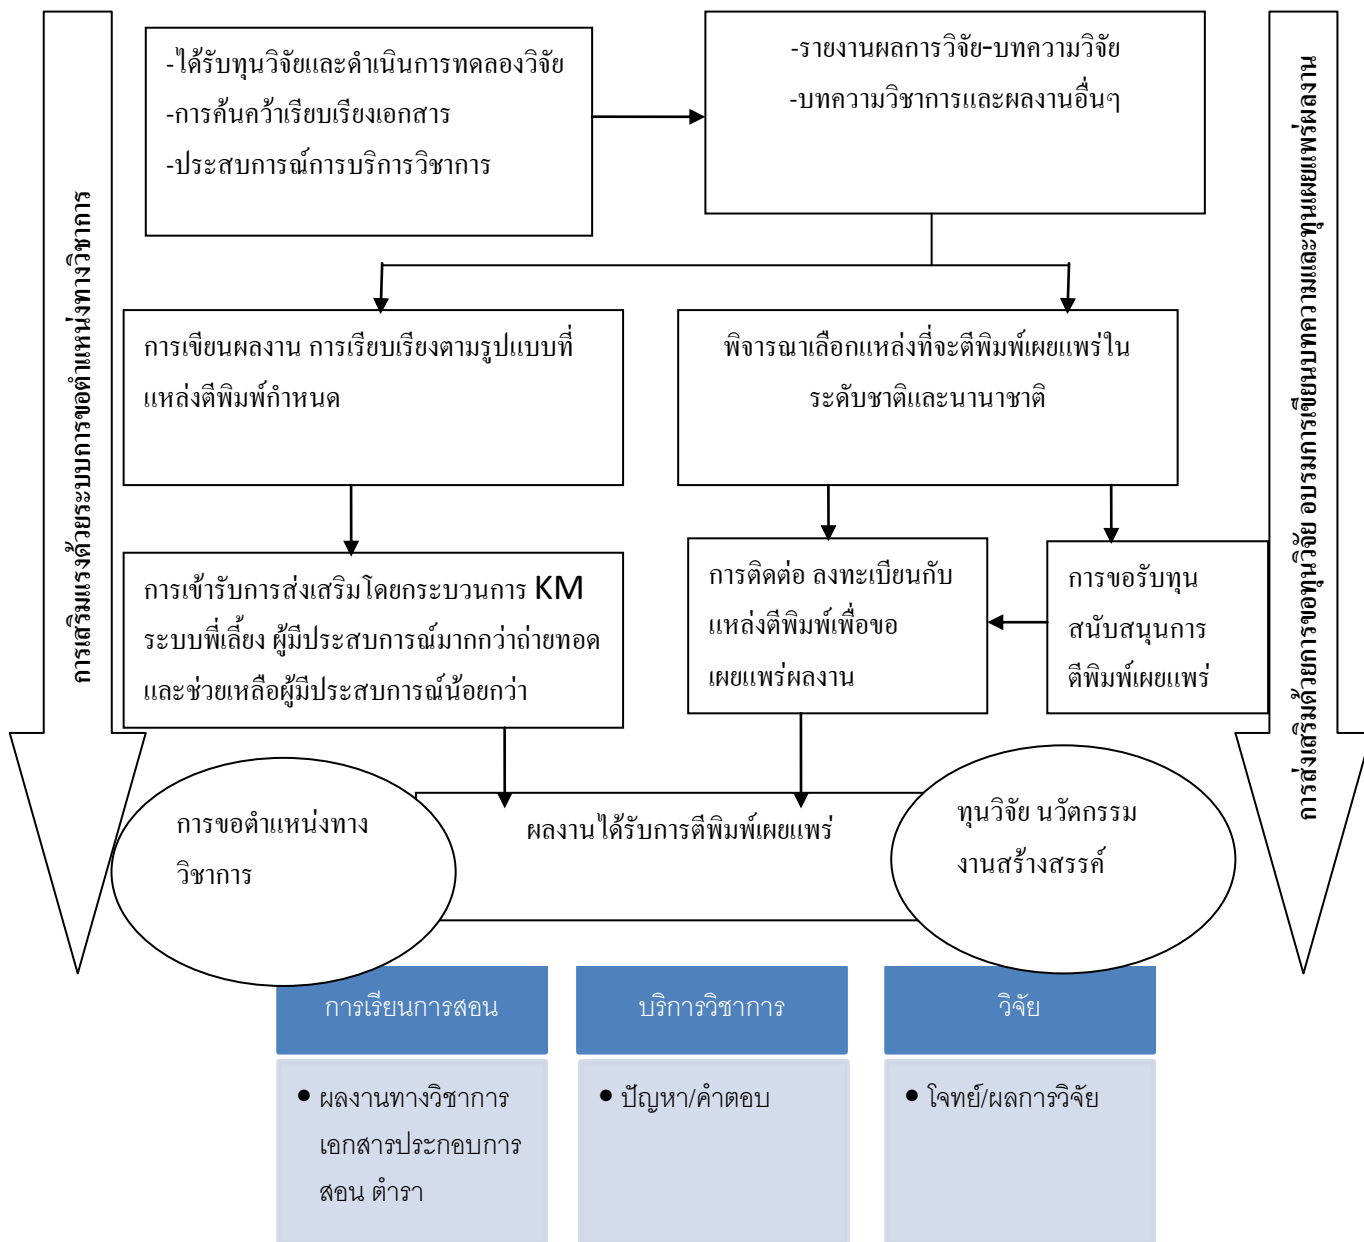 -ได้รับทุนวิจัยและดำเนินการทดลองวิจัย
-การค้นคว้าเรียบเรียงเอกสาร
-ประสบการณ์การบริการวิชาการ
-รายงานผลการวิจัย-บทความวิจัย
-บทความวิชาการและผลงานอื่นๆ
การเสริมแรงด้วยระบบการขอตำแหน่งทางวิชาการ
การส่งเสริมด้วยการขอทุนวิจัย อบรมการเขียนบทความและทุนเผยแพร่ผลงาน
การเขียนผลงาน การเรียบเรียงตามรูปแบบที่
แหล่งตีพิมพ์กำหนด
พิจารณาเลือกแหล่งที่จะตีพิมพ์เผยแพร่ใน
ระดับชาติและนานาชาติ
การเข้ารับการส่งเสริมโดยกระบวนการ KM
ระบบพี่เลี้ยง ผู้มีประสบการณ์มากกว่าถ่ายทอด
และช่วยเหลือผู้มีประสบการณ์น้อยกว่า
การติดต่อ ลงทะเบียนกับ
แหล่งตีพิมพ์เพื่อขอ
เผยแพร่ผลงาน
การขอรับทุน
สนับสนุนการ
ตีพิมพ์เผยแพร่
การขอตำแหน่งทาง
วิชาการ
ผลงานได้รับการตีพิมพ์เผยแพร่
ทุนวิจัย นวัตกรรม
งานสร้างสรรค์
การเรียนการสอน
บริการวิชาการ
วิจัย
• ผลงานทางวิชาการ
เอกสารประกอบการ
สอน ตำรา
• ปัญหา/คำตอบ
• โจทย์/ผลการวิจัย